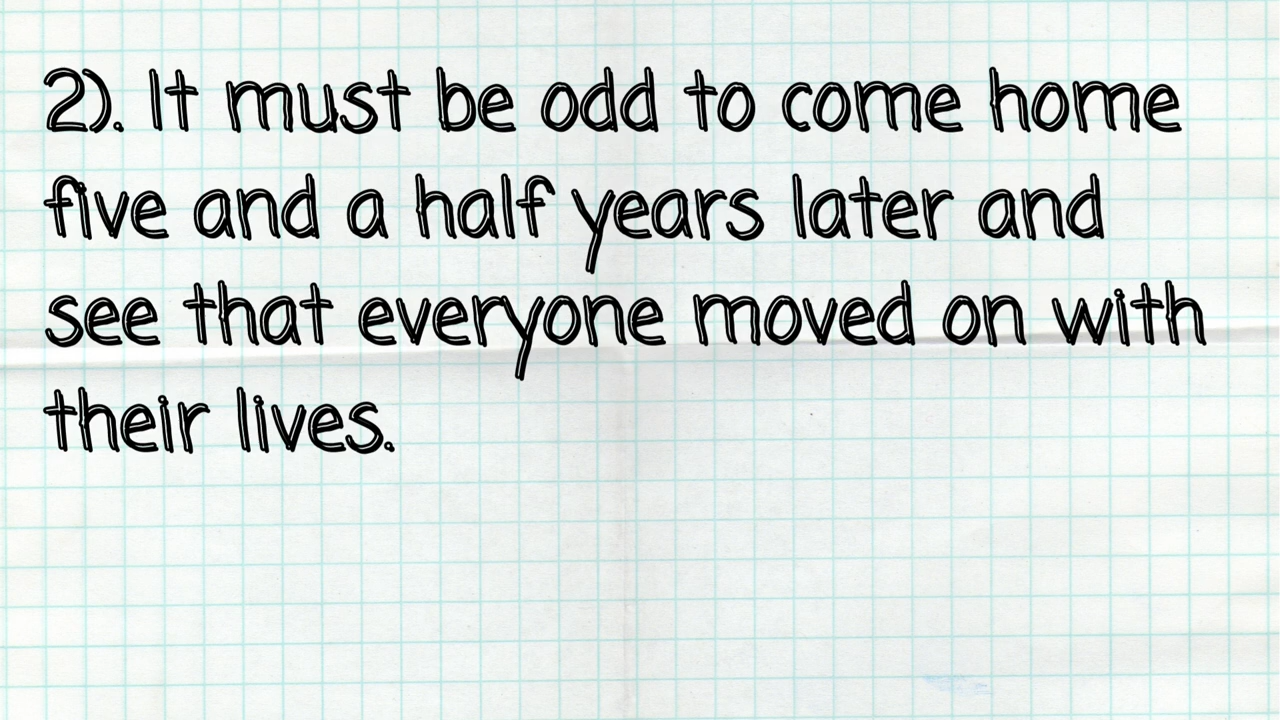 2). It must be odd to come home
five and a half years later and
see that everyone moved on with
their lives.